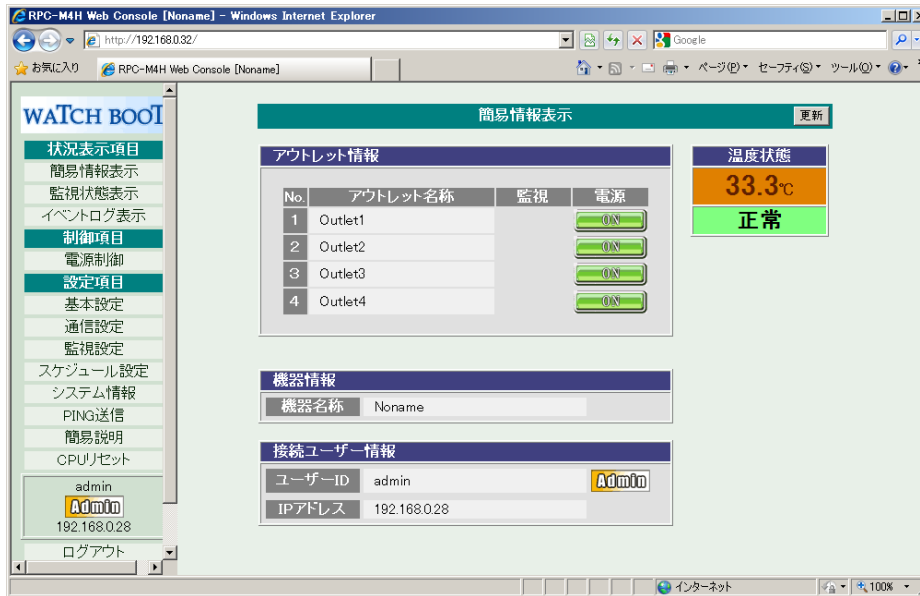 RPC-M4H Web Console [Noname] - Windows Internet Explorer
http://192.168.0.32/
Google
お気に入り
RPC-M4H Web Console [Noname]
ページ(P)
セーフティ(S)
ツール(O)
WATCH BOOT
状況表示項目
簡易情報表示
監視状態表示
イベントログ表示
制御項目
電源制御
設定項目
基本設定
通信設定
監視設定
スケジュール設定
システム情報
PING送信
簡易説明
CPUリセット
admin
Admin
192.168.0.28
ログアウト
簡易情報表示
更新
アウトレット情報
No. アウトレット名称 監視 電源
1 Outlet1 ON
2 Outlet2 ON
3 Outlet3 ON
4 Outlet4 ON
温度状態
33.3℃
正常
機器情報
機器名称 Noname
接続ユーザー情報
ユーザーID admin Admin
IPアドレス 192.168.0.28
インターネット
100%